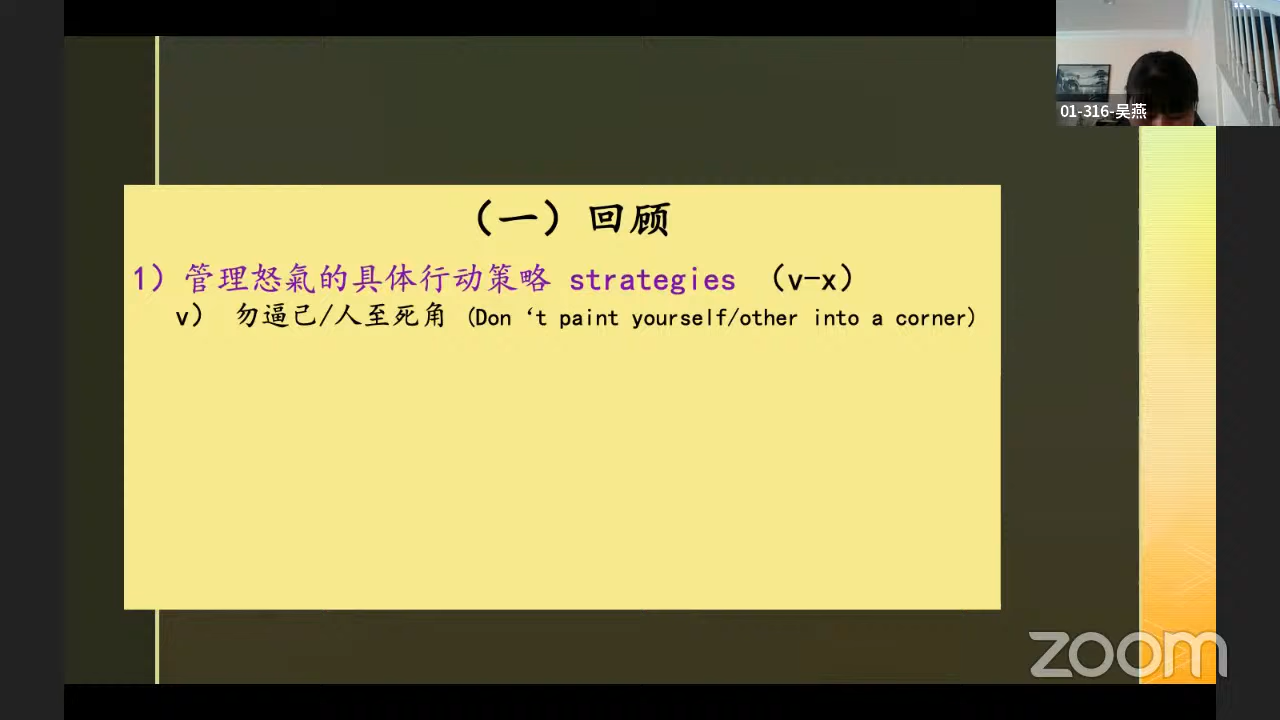 01-316-吴燕
（一）回顾
1）管理怒氣的具体行动策略 strategies （v-x）
v） 勿逼己/人至死角 (Don‘t paint yourself/other into a corner)
zoom